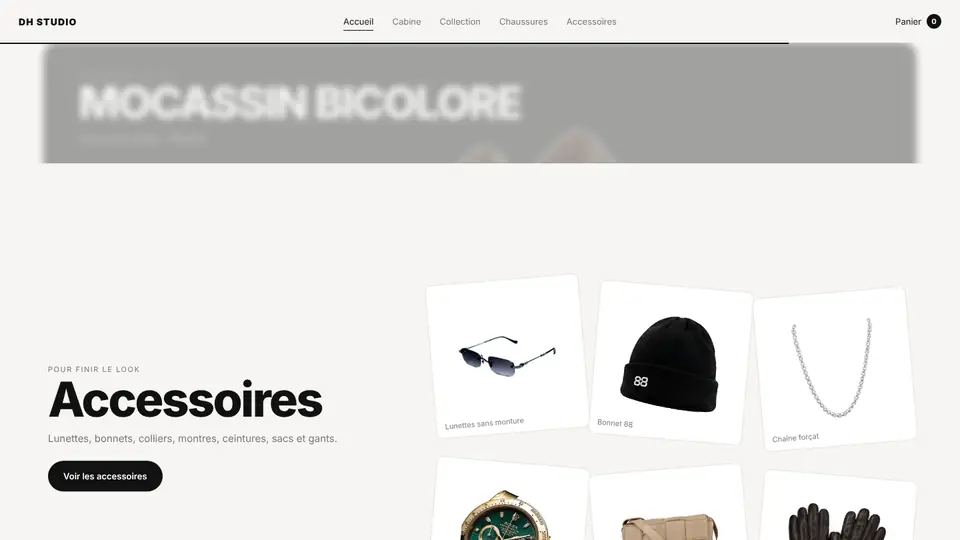 DH STUDIO
Accueil
Cabine
Collection
Chaussures
Accessoires
Panier 0
MOCASSIN BICOLORE
POUR FINIR LE LOOK
Accessoires
Lunettes, bonnets, colliers, montres, ceintures, sacs et gants.
Voir les accessoires
Lunettes sans monture
88
Bonnet 88
Chaîne forçat